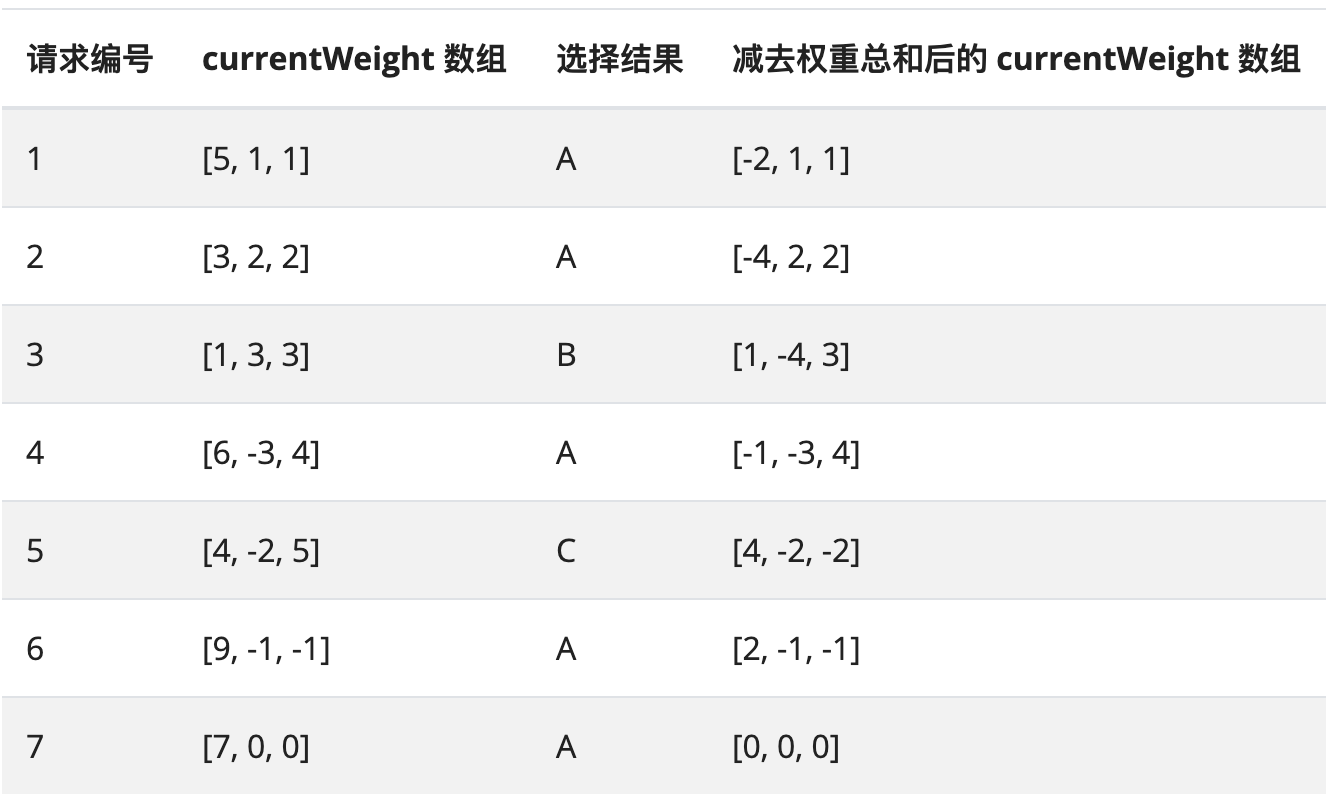 请求编号 currentWeight 数组 选择结果 减去权重总和后的 currentWeight 数组
1 [5, 1, 1] A [-2, 1, 1]
2 [3, 2, 2] A [-4, 2, 2]
3 [1, 3, 3] B [1, -4, 3]
4 [6, -3, 4] A [-1, -3, 4]
5 [4, -2, 5] C [4, -2, -2]
6 [9, -1, -1] A [2, -1, -1]
7 [7, 0, 0] A [0, 0, 0]